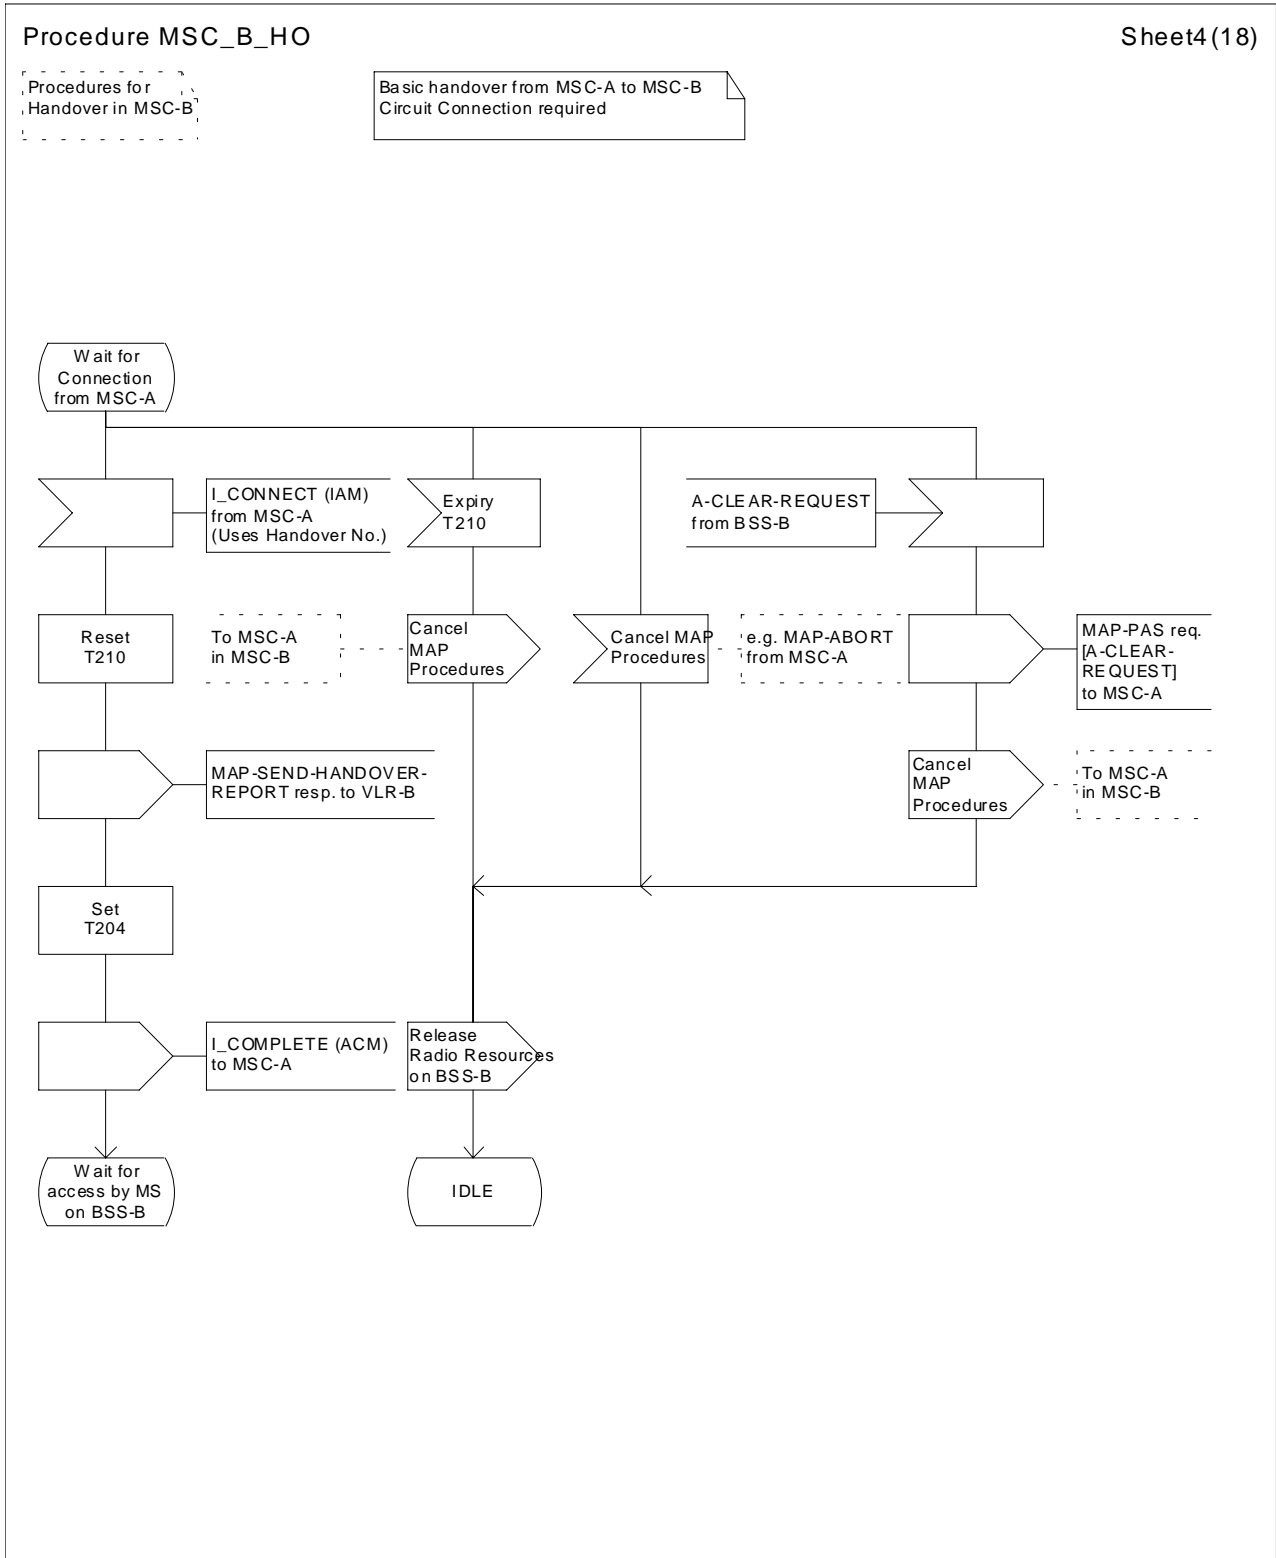 Procedure MSC_B_HO
Sheet4(18)
Procedures for
Handover in MSC-B
Basic handover from MSC-A to MSC-B
Circuit Connection required
Wait for
Connection
from MSC-A
I_CONNECT (IAM)
from MSC-A
(Uses Handover No.)
Expiry
T210
A-CLEAR-REQUEST
from BSS-B
Reset
T210
To MSC-A
in MSC-B
Cancel
MAP
Procedures
Cancel MAP
Procedures
e.g. MAP-ABORT
from MSC-A
MAP-PAS req.
[A-CLEAR-
REQUEST]
to MSC-A
MAP-SEND-HANDOVER-
REPORT resp. to VLR-B
Cancel
MAP
Procedures
To MSC-A
in MSC-B
Set
T204
I_COMPLETE (ACM)
to MSC-A
Release
Radio Resources
on BSS-B
Wait for
access by MS
on BSS-B
IDLE